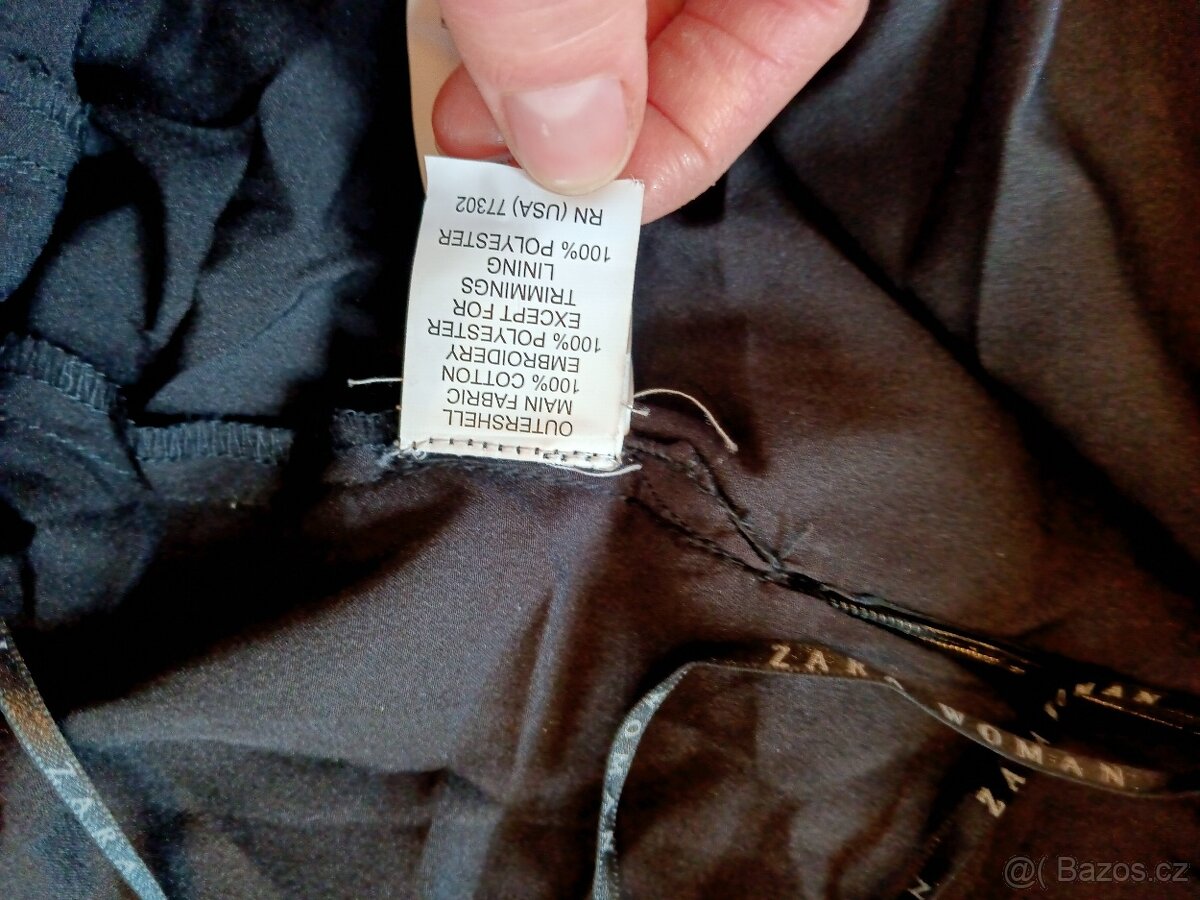 OUTERSHELL
MAIN FABRIC
100% COTTON
EMBROIDERY
100% POLYESTER
EXCEPT FOR
TRIMMINGS
LINING
100% POLYESTER
RN (USA) 77302
ZARA WOMAN
@( Bazos.cz